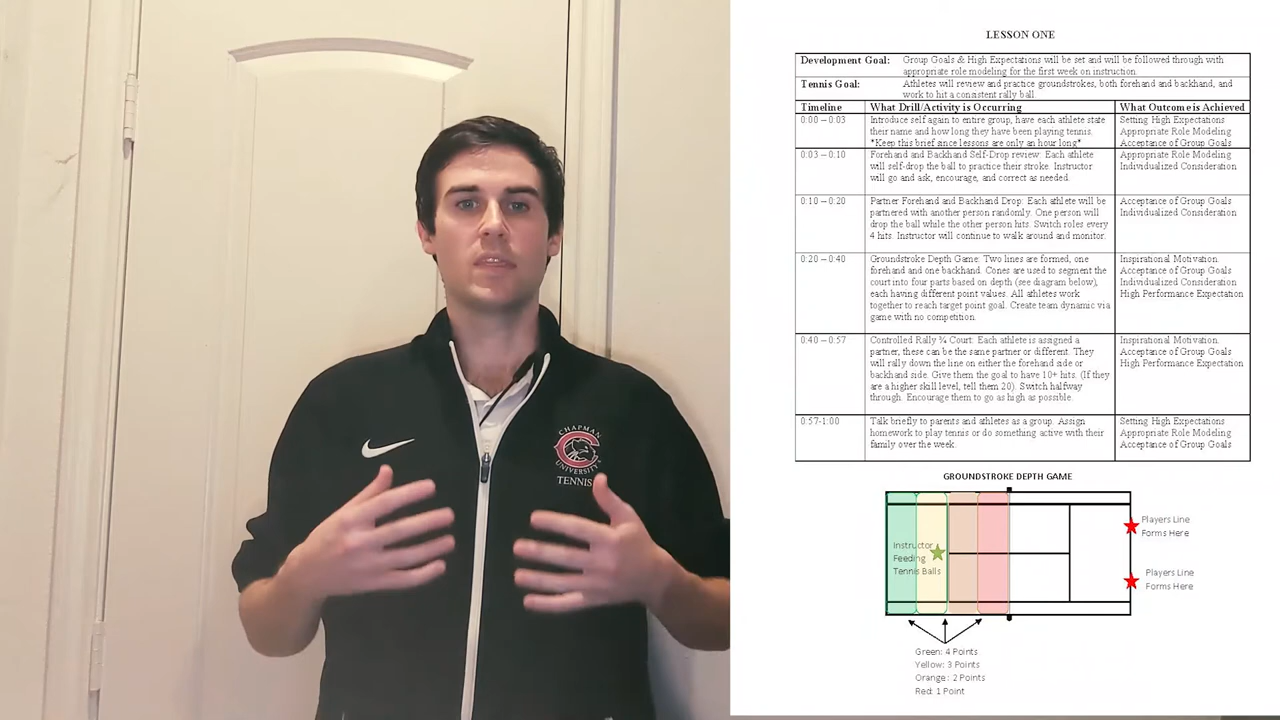 CHAPMAN
UNIVERSITY
TENNIS
LESSON ONE
Development Goal: Group Goals & High Expectations will be set and will be followed through with
appropriate role modeling for the first week on instruction.
Tennis Goal: Athletes will review and practice groundstrokes, both forehand and backhand, and
work to hit a consistent rally ball.
Timeline What Drill/Activity is Occurring What Outcome is Achieved
0:00 – 0:03 Introduce self again to entire group, have each athlete state Setting High Expectations
their name and how long they have been playing tennis. Appropriate Role Modeling
*Keep this brief since lessons are only an hour long* Acceptance of Group Goals
0:03 – 0:10 Forehand and Backhand Self-Drop review: Each athlete Appropriate Role Modeling
will self-drop the ball to practice their stroke. Instructor Individualized Consideration
will go and ask, encourage, and correct as needed.
0:10 – 0:20 Partner Forehand and Backhand Drop: Each athlete will be Acceptance of Group Goals
partnered with another person randomly. One person will Individualized Consideration
drop the ball while the other person hits. Switch roles every
4 hits. Instructor will continue to walk around and monitor.
0:20 – 0:40 Groundstroke Depth Game: Two lines are formed, one Inspirational Motivation
forehand and one backhand. Cones are used to segment the Acceptance of Group Goals
court into four parts based on depth (see diagram below), Individualized Consideration
each having different point values. All athletes work High Performance Expectation
together to reach target point goal. Create team dynamic via
game with no competition.
0:40 – 0:57 Controlled Rally ¾ Court: Each athlete is assigned a Inspirational Motivation
partner, these can be the same partner or different. They Acceptance of Group Goals
will rally down the line on either the forehand side or High Performance Expectation
backhand side. Give them the goal to have 10+ hits. (If they
are a higher skill level, tell them 20). Switch halfway
through. Encourage them to go as high as possible.
0:57-1:00 Talk briefly to parents and athletes as a group. Assign Setting High Expectations
homework to play tennis or do something active with their Appropriate Role Modeling
family over the week. Acceptance of Group Goals
GROUNDSTROKE DEPTH GAME
Instructor
Feeding
Tennis Balls
Players Line
Forms Here
Players Line
Forms Here
Green: 4 Points
Yellow: 3 Points
Orange: 2 Points
Red: 1 Point